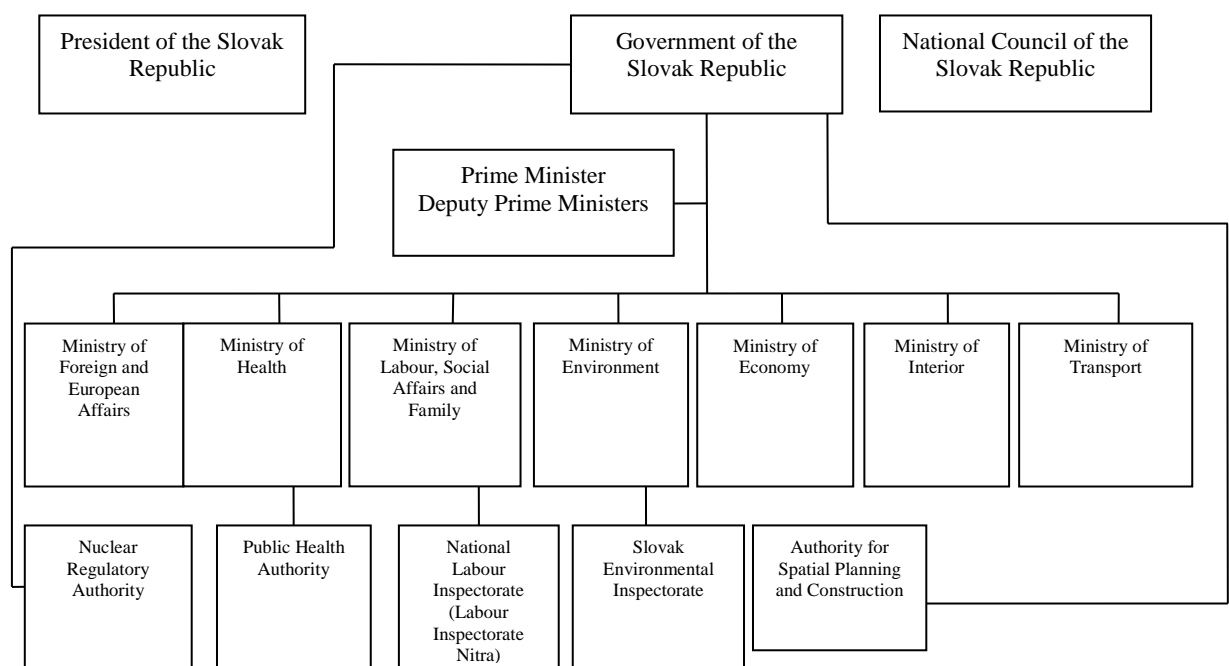 President of the Slovak
Republic
Government of the
Slovak Republic
National Council of the
Slovak Republic
Prime Minister
Deputy Prime Ministers
Ministry of
Foreign and
European
Affairs
Ministry of
Health
Ministry of
Labour, Social
Affairs and
Family
Ministry of
Environment
Ministry of
Economy
Ministry of
Interior
Ministry of
Transport
Nuclear
Regulatory
Authority
Public Health
Authority
National
Labour
Inspectorate
(Labour
Inspectorate
Nitra)
Slovak
Environmental
Inspectorate
Authority for
Spatial Planning
and Construction